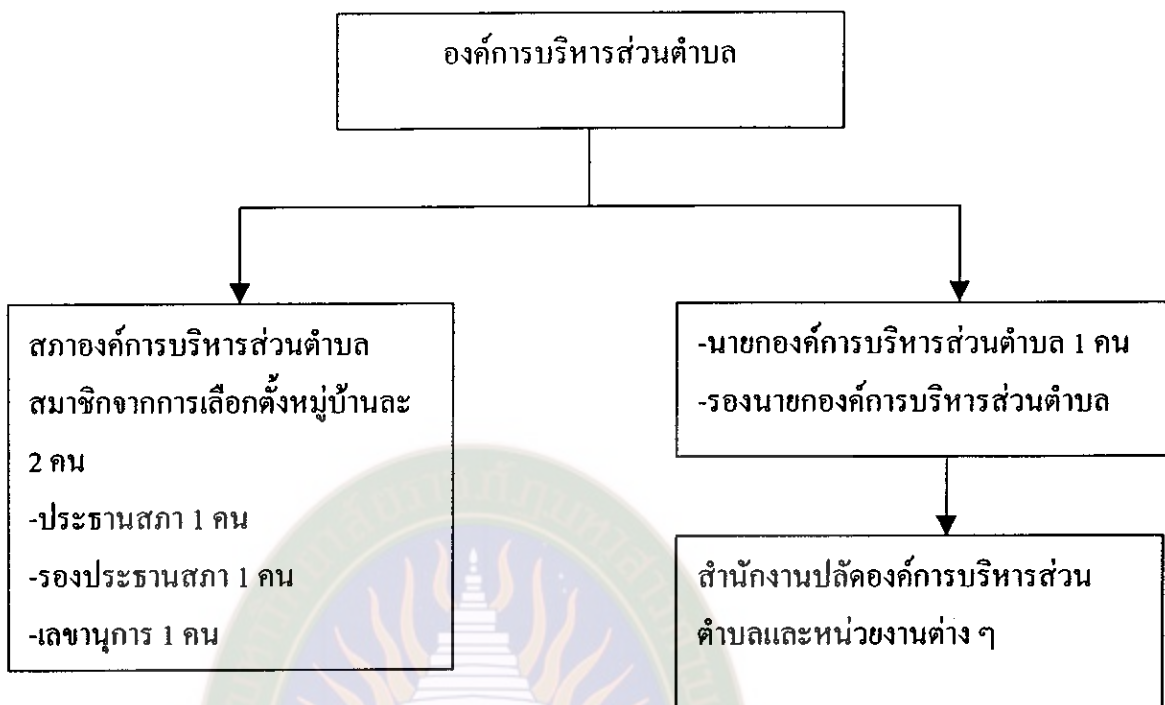 องค์การบริหารส่วนตำบล
สภาองค์การบริหารส่วนตำบล
สมาชิกจากการเลือกตั้งหมู่บ้านละ
2 คน
-ประธานสภา 1 คน
-รองประธานสภา 1 คน
-เลขานุการ 1 คน
-นายกองค์การบริหารส่วนตำบล 1 คน
-รองนายกองค์การบริหารส่วนตำบล
สำนักงานปลัดองค์การบริหารส่วน
ตำบลและหน่วยงานต่าง ๆ